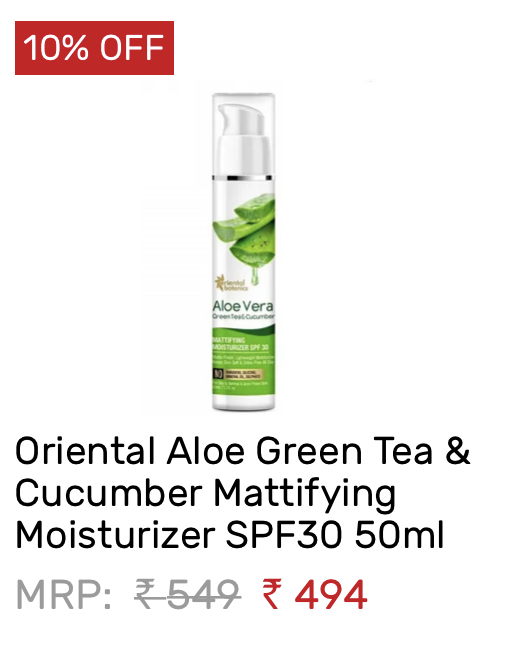 10% OFF
oriental
botanics
Aloe Vera
Green Tea & Cucumber
MATTIFYING
MOISTURIZER SPF 30
NO
Oriental Aloe Green Tea &
Cucumber Mattifying
Moisturizer SPF30 50ml
MRP: ₹ 549 ₹ 494